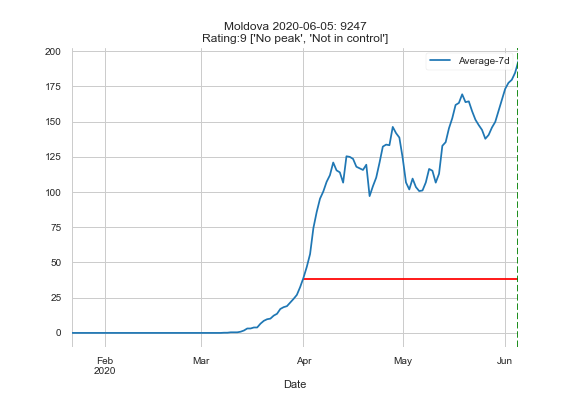 Moldova 2020-06-05: 9247
Rating:9 ['No peak', 'Not in control']
Average-7d
200
175
150
125
100
75
50
25
0
Feb
2020
Mar
Apr
May
Jun
Date